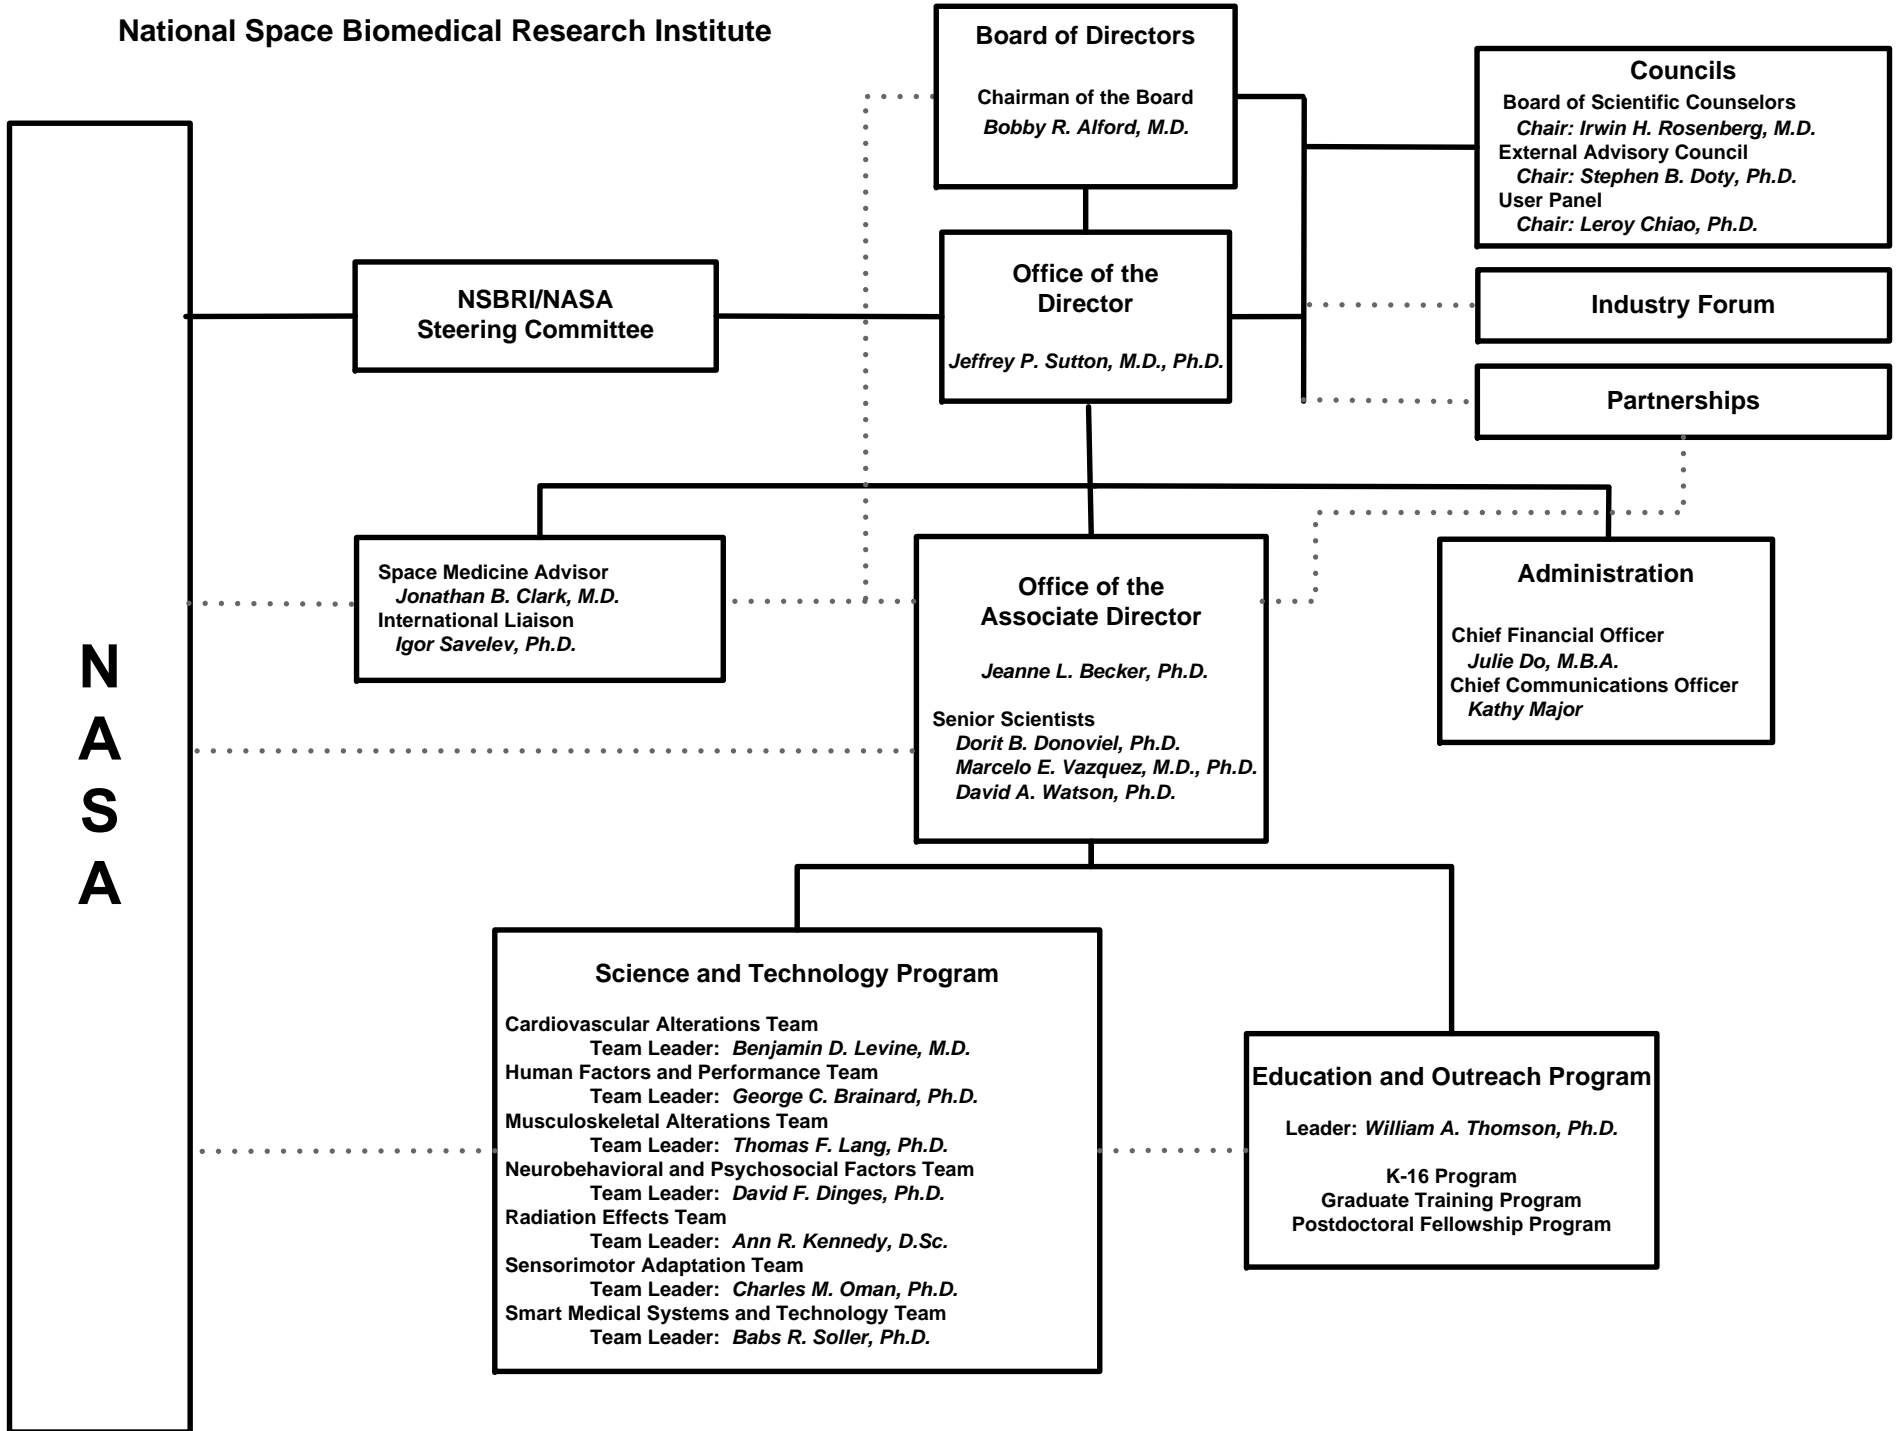 National Space Biomedical Research Institute
Board of Directors
Chairman of the Board
Bobby R. Alford, M.D.
Councils
Board of Scientific Counselors
Chair: Irwin H. Rosenberg, M.D.
External Advisory Council
Chair: Stephen B. Doty, Ph.D.
User Panel
Chair: Leroy Chiao, Ph.D.
NSBRI/NASA
Steering Committee
Office of the
Director
Jeffrey P. Sutton, M.D., Ph.D.
Industry Forum
Partnerships
N
A
S
A
Space Medicine Advisor
Jonathan B. Clark, M.D.
International Liaison
Igor Savelev, Ph.D.
Office of the
Associate Director
Jeanne L. Becker, Ph.D.
Senior Scientists
Dorit B. Donoviel, Ph.D.
Marcelo E. Vazquez, M.D., Ph.D.
David A. Watson, Ph.D.
Administration
Chief Financial Officer
Julie Do, M.B.A.
Chief Communications Officer
Kathy Major
Science and Technology Program
Cardiovascular Alterations Team
Team Leader: Benjamin D. Levine, M.D.
Human Factors and Performance Team
Team Leader: George C. Brainard, Ph.D.
Musculoskeletal Alterations Team
Team Leader: Thomas F. Lang, Ph.D.
Neurobehavioral and Psychosocial Factors Team
Team Leader: David F. Dinges, Ph.D.
Radiation Effects Team
Team Leader: Ann R. Kennedy, D.Sc.
Sensorimotor Adaptation Team
Team Leader: Charles M. Oman, Ph.D.
Smart Medical Systems and Technology Team
Team Leader: Babs R. Soller, Ph.D.
Education and Outreach Program
Leader: William A. Thomson, Ph.D.
K-16 Program
Graduate Training Program
Postdoctoral Fellowship Program